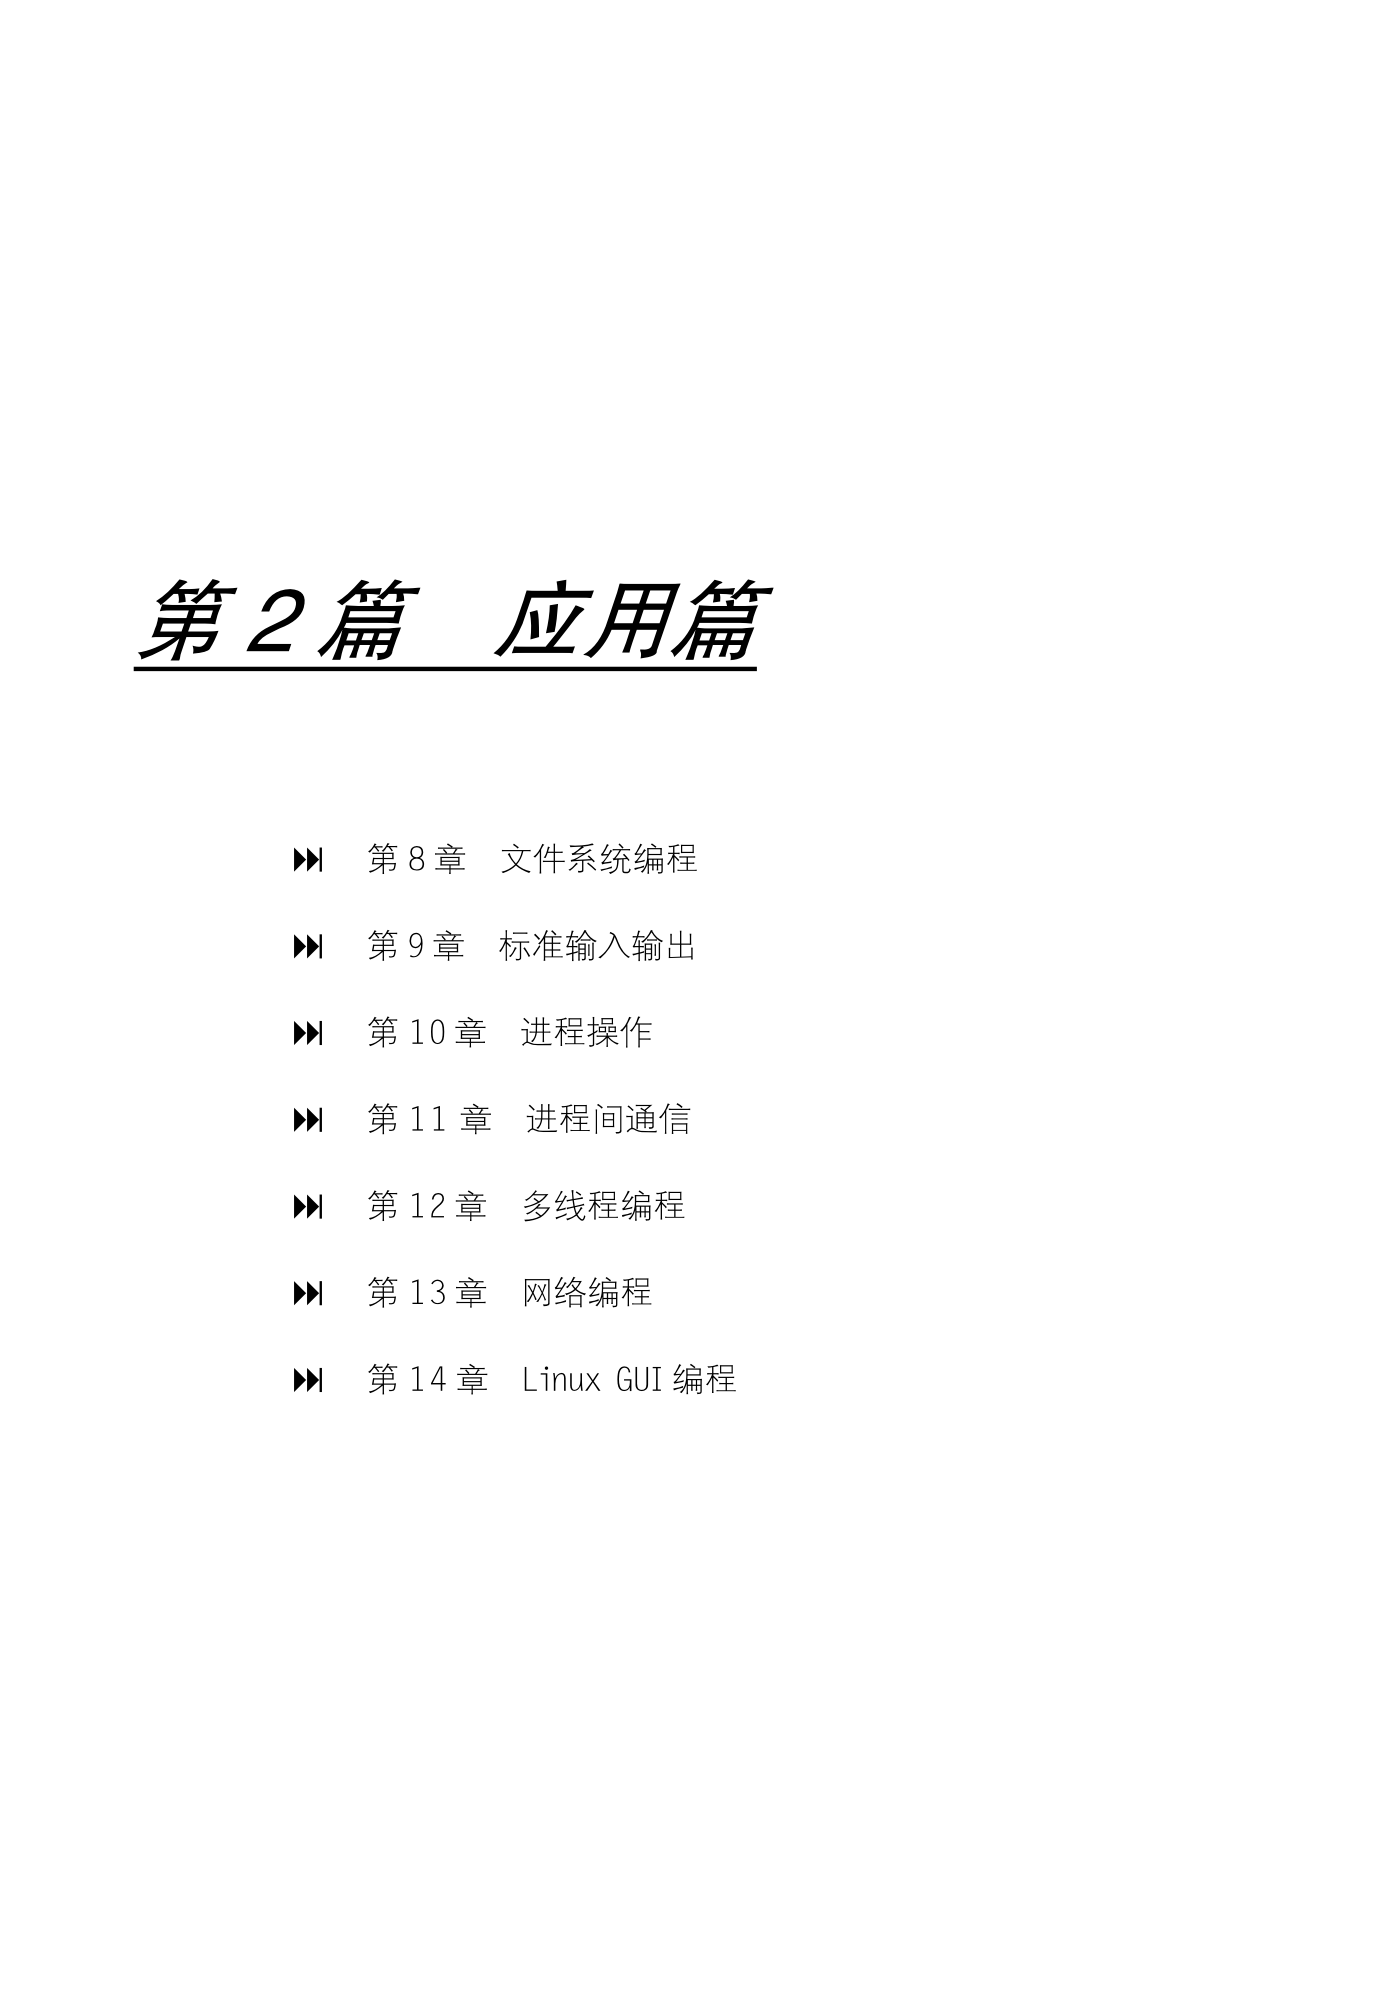 第 2 篇　应用篇
第 8 章　文件系统编程
第 9 章　标准输入输出
第 10 章　进程操作
第 11 章　进程间通信
第 12 章　多线程编程
第 13 章　网络编程
第 14 章　Linux GUI 编程